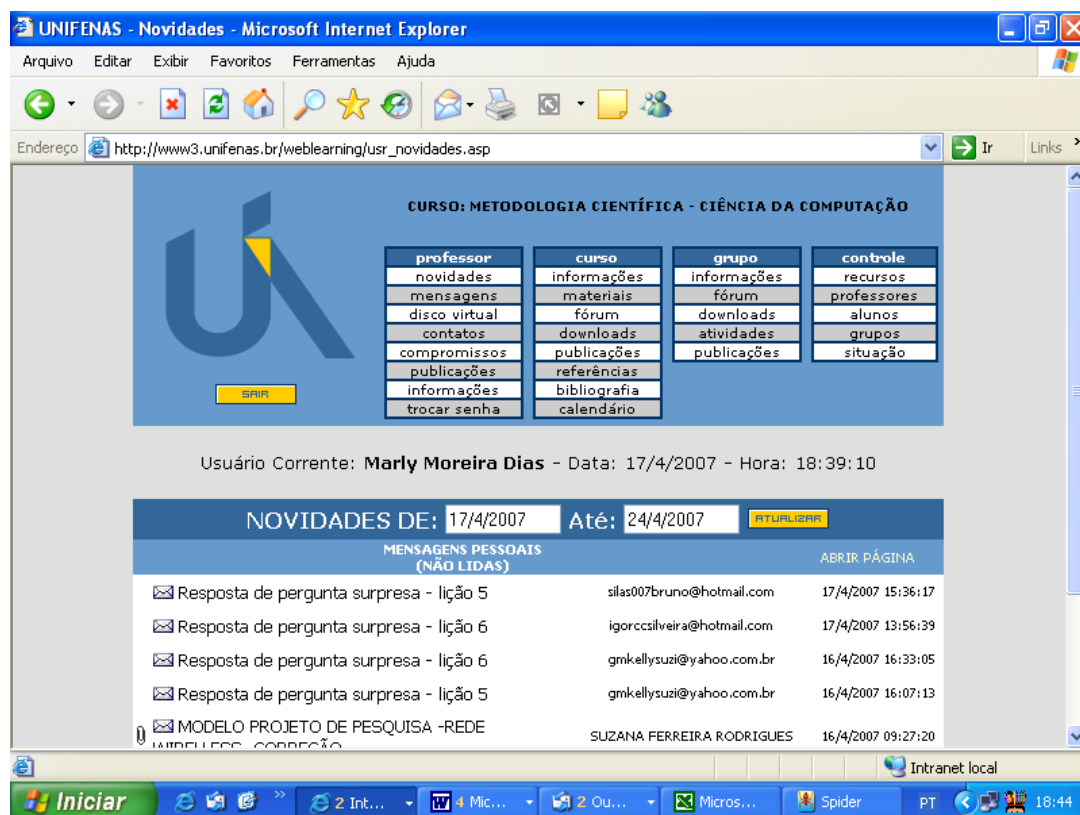 UNIFENAS - Novidades - Microsoft Internet Explorer
Arquivo Editar Exibir Favoritos Ferramentas Ajuda
Endereço http://www3.unifenas.br/weblearning/usr_novidades.asp Ir Links
CURSO: METODOLOGIA CIENTÍFICA - CIÊNCIA DA COMPUTAÇÃO
professor curso grupo controle
novidades informações informações recursos
mensagens materiais fórum professores
disco virtual fórum downloads alunos
contatos downloads atividades grupos
compromissos publicações publicações situação
publicações referências
informações bibliografia
trocar senha calendário
SAIR
Usuário Corrente: Marly Moreira Dias - Data: 17/4/2007 - Hora: 18:39:10
NOVIDADES DE: 17/4/2007 Até: 24/4/2007 ATUALIZAR
MENSAGENS PESSOAIS
(NÃO LIDAS) ABRIR PÁGINA
Resposta de pergunta surpresa - lição 5 silas007bruno@hotmail.com 17/4/2007 15:36:17
Resposta de pergunta surpresa - lição 6 igorccsilveira@hotmail.com 17/4/2007 13:56:39
Resposta de pergunta surpresa - lição 6 gmkellysuzi@yahoo.com.br 16/4/2007 16:33:05
Resposta de pergunta surpresa - lição 5 gmkellysuzi@yahoo.com.br 16/4/2007 16:07:13
MODELO PROJETO DE PESQUISA -REDE SUZANA FERREIRA RODRIGUES 16/4/2007 09:27:20
WIRELLESS- CORREÇÃO
Intranet local
Iniciar 2 Int... 4 Mic... 2 Ou... Micros... Spider PT 18:44